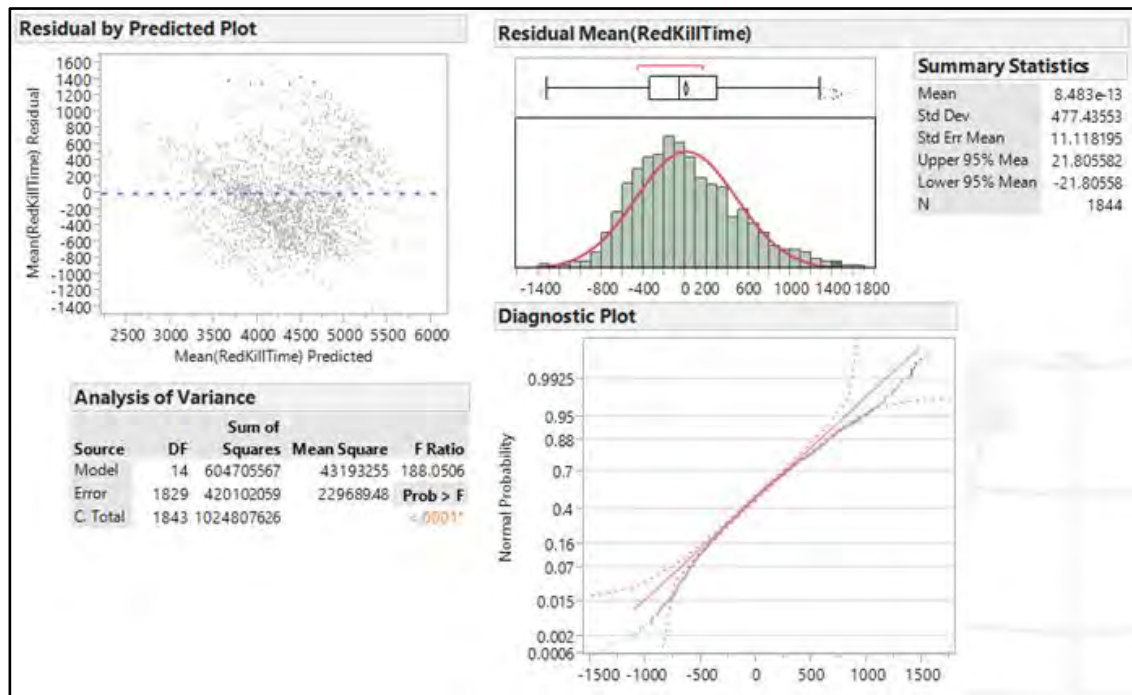 Residual by Predicted Plot
1600
1400
1200
1000
800
600
400
200
0
-200
-400
-600
-800
-1000
-1200
-1400
Mean(RedKillTime) Residual
2500 3000 3500 4000 4500 5000 5500 6000
Mean(RedKillTime) Predicted
Analysis of Variance
Sum of
Source DF Squares Mean Square F Ratio
Model 14 604705567 43193255 188.0506
Error 1829 420102059 229689.48 Prob > F
C. Total 1843 1024807626 <.0001*
Residual Mean(RedKillTime)
-1400 -800 -400 0 200 600 1000 1400 1800
Summary Statistics
Mean 8.483e-13
Std Dev 477.43553
Std Err Mean 11.118195
Upper 95% Mea 21.805582
Lower 95% Mean -21.80558
N 1844
Diagnostic Plot
0.9925
0.95
0.88
0.7
0.4
0.16
0.07
0.015
0.002
0.0006
Normal Probability
-1500 -1000 -500 0 500 1000 1500